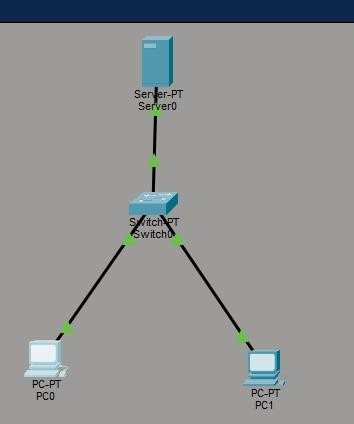 Server-PT
Server0
Switch-PT
Switch0
PC-PT
PC0
PC-PT
PC1